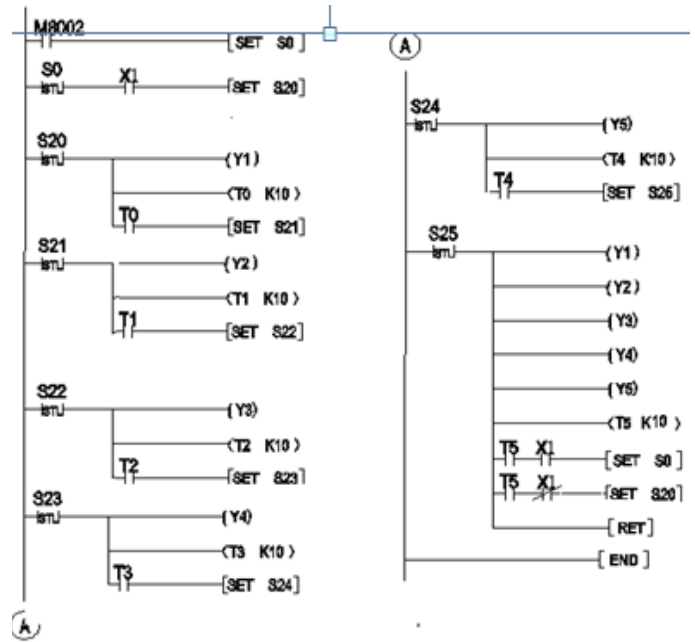 M8002
[SET S0]
S0
X1
[SET S20]
S20
(Y1)
(T0 K10)
T0
[SET S21]
S21
(Y2)
(T1 K10)
T1
[SET S22]
S22
(Y3)
(T2 K10)
T2
[SET S23]
S23
(Y4)
(T3 K10)
T3
[SET S24]
A
A
S24
(Y5)
(T4 K10)
T4
[SET S25]
S25
(Y1)
(Y2)
(Y3)
(Y4)
(Y5)
(T5 K10)
T5 X1
[SET S0]
T5 X1
[SET S20]
[RET]
[END]